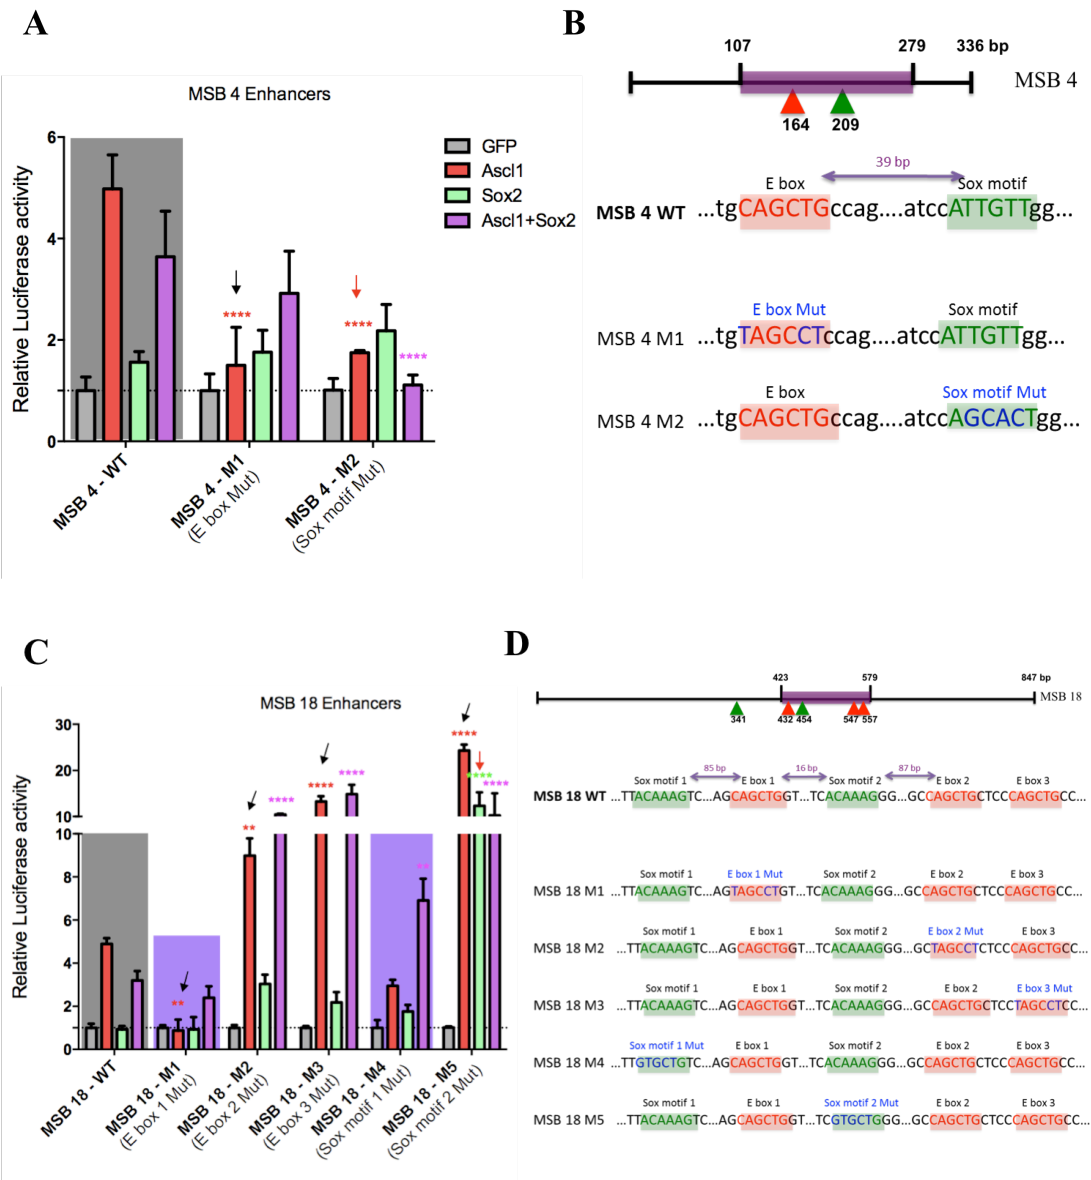 A
MSB 4 Enhancers
Relative Luciferase activity
6
4
2
0
GFP
Ascl1
Sox2
Ascl1+Sox2
****
****
****
MSB 4 - WT
MSB 4 - M1
(E box Mut)
MSB 4 - M2
(Sox motif Mut)
B
107 279 336 bp
MSB 4
164 209
39 bp
E box Sox motif
MSB 4 WT ...tgCAGCTGccag....atccATTGTTgg...
E box Mut Sox motif
MSB 4 M1 ...tgTAGCCTccag....atccATTGTTgg...
E box Sox motif Mut
MSB 4 M2 ...tgCAGCTGccag....atccAGCACTgg...
C
MSB 18 Enhancers
Relative Luciferase activity
30
20
10
10
8
6
4
2
1
0
**
**
****
****
****
**
****
****
****
MSB 18 - WT
MSB 18 - M1
(E box 1 Mut)
MSB 18 - M2
(E box 2 Mut)
MSB 18 - M3
(E box 3 Mut)
MSB 18 - M4
(Sox motif 1 Mut)
MSB 18 - M5
(Sox motif 2 Mut)
D
423 579 847 bp
MSB 18
341 432 454 547 557
85 bp 16 bp 87 bp
Sox motif 1 E box 1 Sox motif 2 E box 2 E box 3
MSB 18 WT ...TTACAAAGTC...AGCAGCTGGT...TCACAAAGGG...GCCAGCTGCTCCCAGCTGCC...
Sox motif 1 E box 1 Mut Sox motif 2 E box 2 E box 3
MSB 18 M1 ...TTACAAAGTC...AGTAGCCTGT...TCACAAAGGG...GCCAGCTGCTCCCAGCTGCC...
Sox motif 1 E box 1 Sox motif 2 E box 2 Mut E box 3
MSB 18 M2 ...TTACAAAGTC...AGCAGCTGGT...TCACAAAGGG...GCTAGCCTCTCCCAGCTGCC...
Sox motif 1 E box 1 Sox motif 2 E box 2 E box 3 Mut
MSB 18 M3 ...TTACAAAGTC...AGCAGCTGGT...TCACAAAGGG...GCCAGCTGCTCCTAGCCTCC...
Sox motif 1 Mut E box 1 Sox motif 2 E box 2 E box 3
MSB 18 M4 ...TTGTGCTGTC...AGCAGCTGGT...TCACAAAGGG...GCCAGCTGCTCCCAGCTGCC...
Sox motif 1 E box 1 Sox motif 2 Mut E box 2 E box 3
MSB 18 M5 ...TTACAAAGTC...AGCAGCTGGT...TCGTGCTGGG...GCCAGCTGCTCCCAGCTGCC...